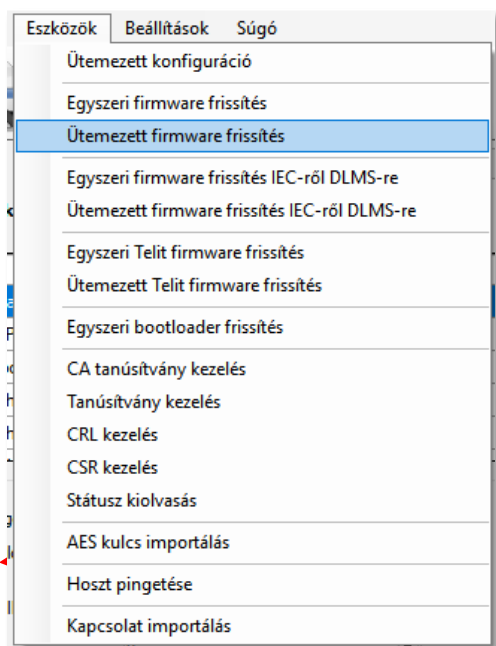 Eszközök Beállítások Súgó
Ütemezett konfiguráció
Egyszeri firmware frissítés
Ütemezett firmware frissítés
Egyszeri firmware frissítés IEC-ről DLMS-re
Ütemezett firmware frissítés IEC-ről DLMS-re
Egyszeri Telit firmware frissítés
Ütemezett Telit firmware frissítés
Egyszeri bootloader frissítés
CA tanúsítvány kezelés
Tanúsítvány kezelés
CRL kezelés
CSR kezelés
Státusz kiolvasás
AES kulcs importálás
Hoszt pingetése
Kapcsolat importálás